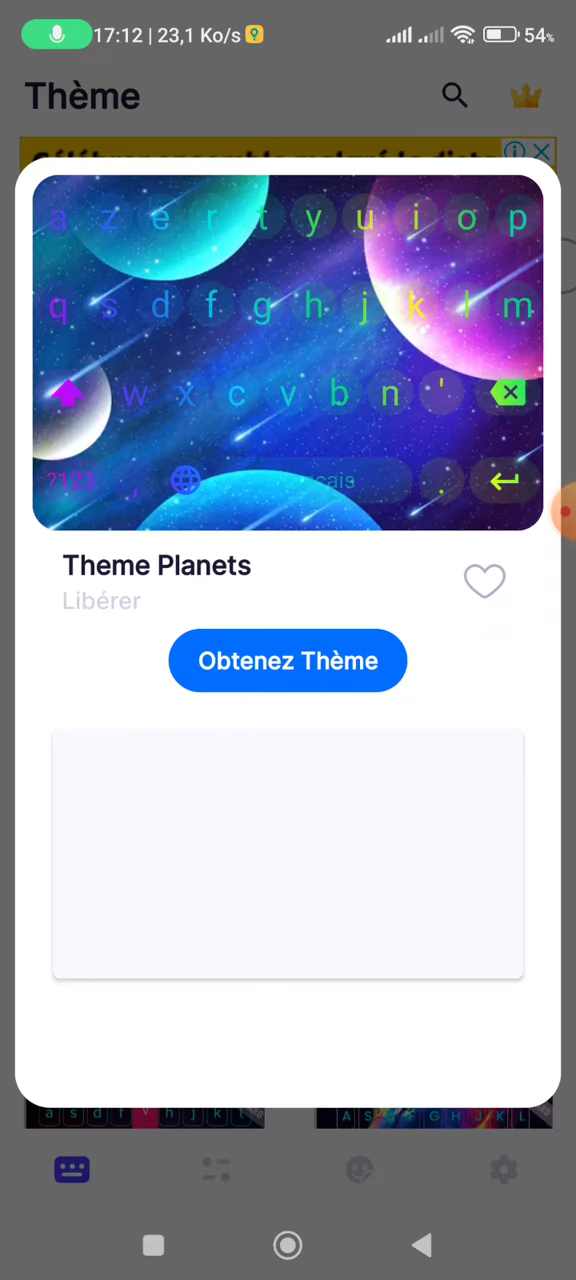 17:12 | 23,1 Ko/s
54%
Thème
a z e r t y u i o p
q s d f g h j k l m
w x c v b n '
?123 , .
Theme Planets
Libérer
Obtenez Thème
a s d f h j k
A S G H J K L